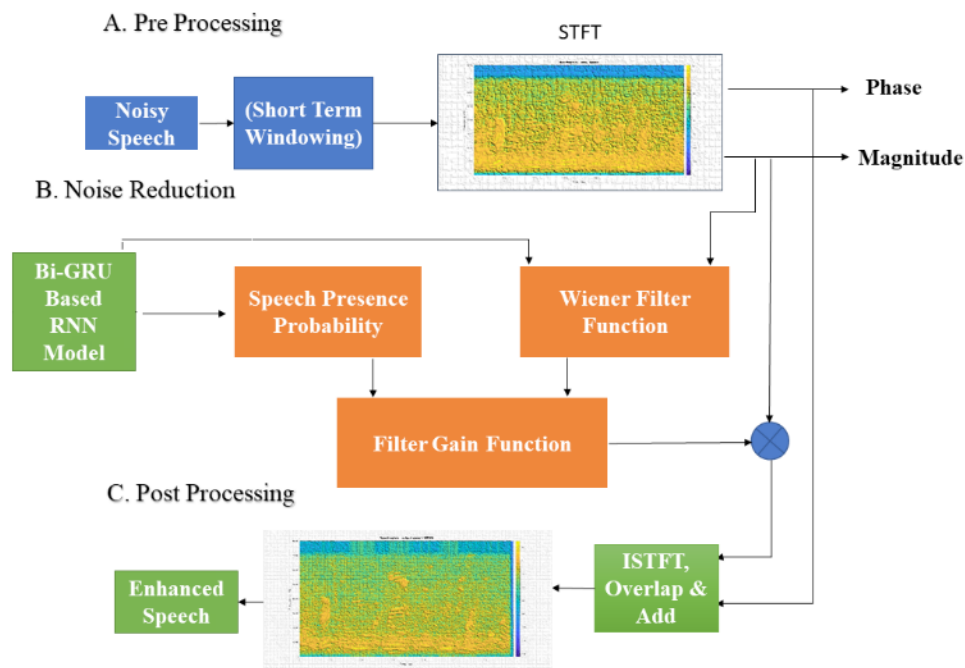 A. Pre Processing
STFT
Noisy
Speech
(Short Term
Windowing)
Phase
Magnitude
B. Noise Reduction
Bi-GRU
Based
RNN
Model
Speech Presence
Probability
Wiener Filter
Function
Filter Gain Function
C. Post Processing
ISTFT,
Overlap &
Add
Enhanced
Speech